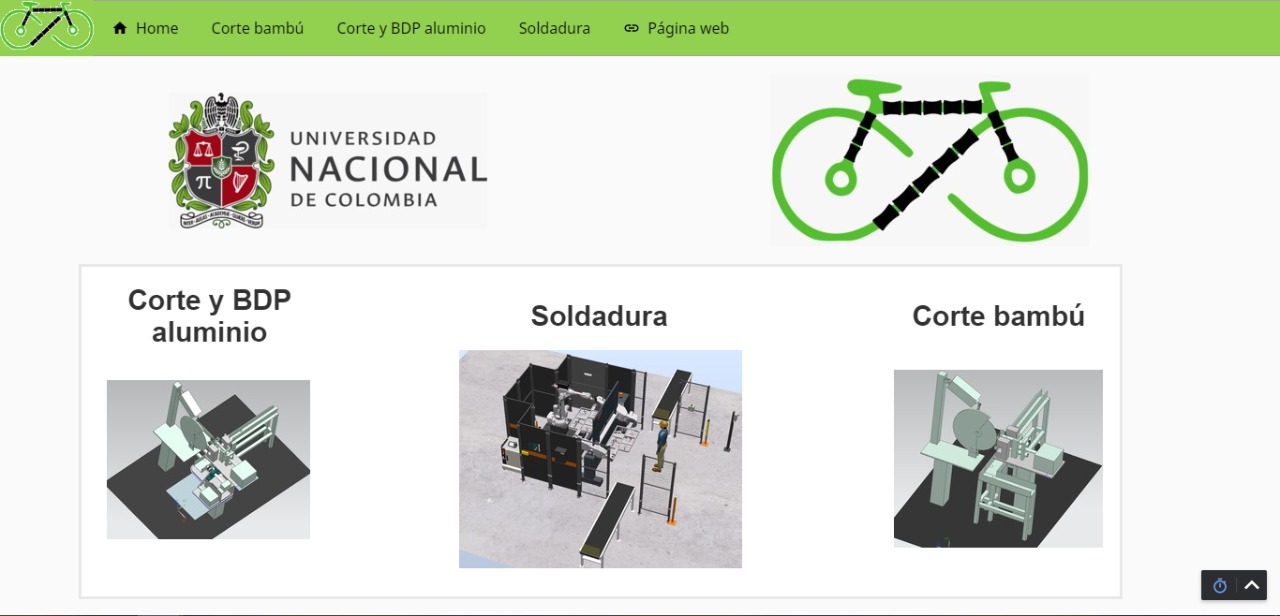 Home Corte bambú Corte y BDP aluminio Soldadura Página web
UNIVERSIDAD
NACIONAL
DE COLOMBIA
π
Corte y BDP
aluminio
Soldadura
Corte bambú